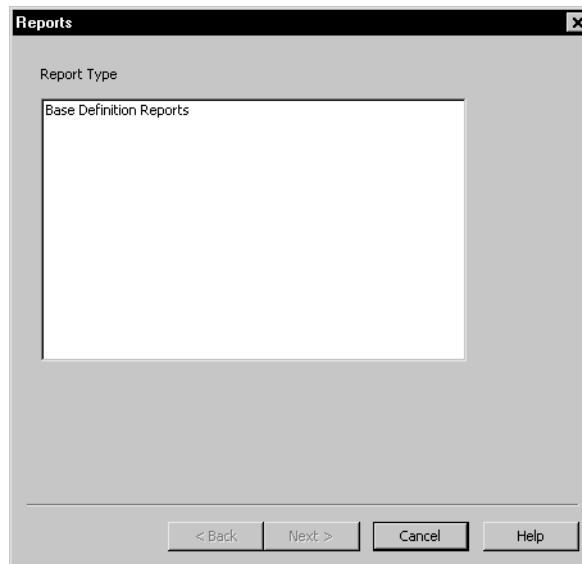 Reports
Report Type
Base Definition Reports
< Back Next > Cancel Help